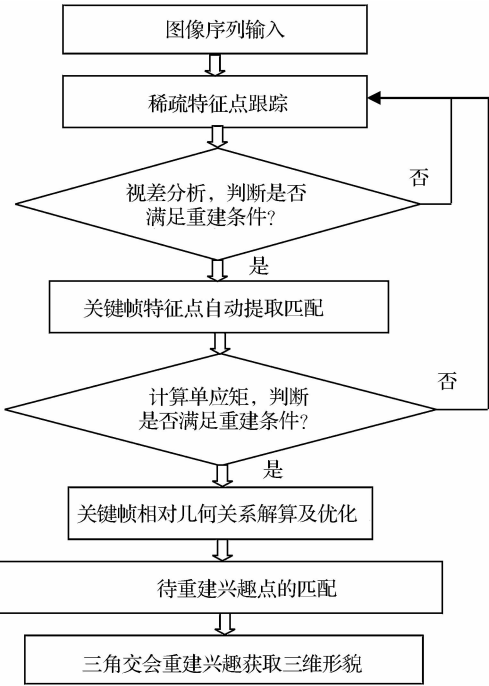 图像序列输入
稀疏特征点跟踪
视差分析，判断是否
满足重建条件?
否
是
关键帧特征点自动提取匹配
计算单应矩，判断
是否满足重建条件?
否
是
关键帧相对几何关系解算及优化
待重建兴趣点的匹配
三角交会重建兴趣获取三维形貌